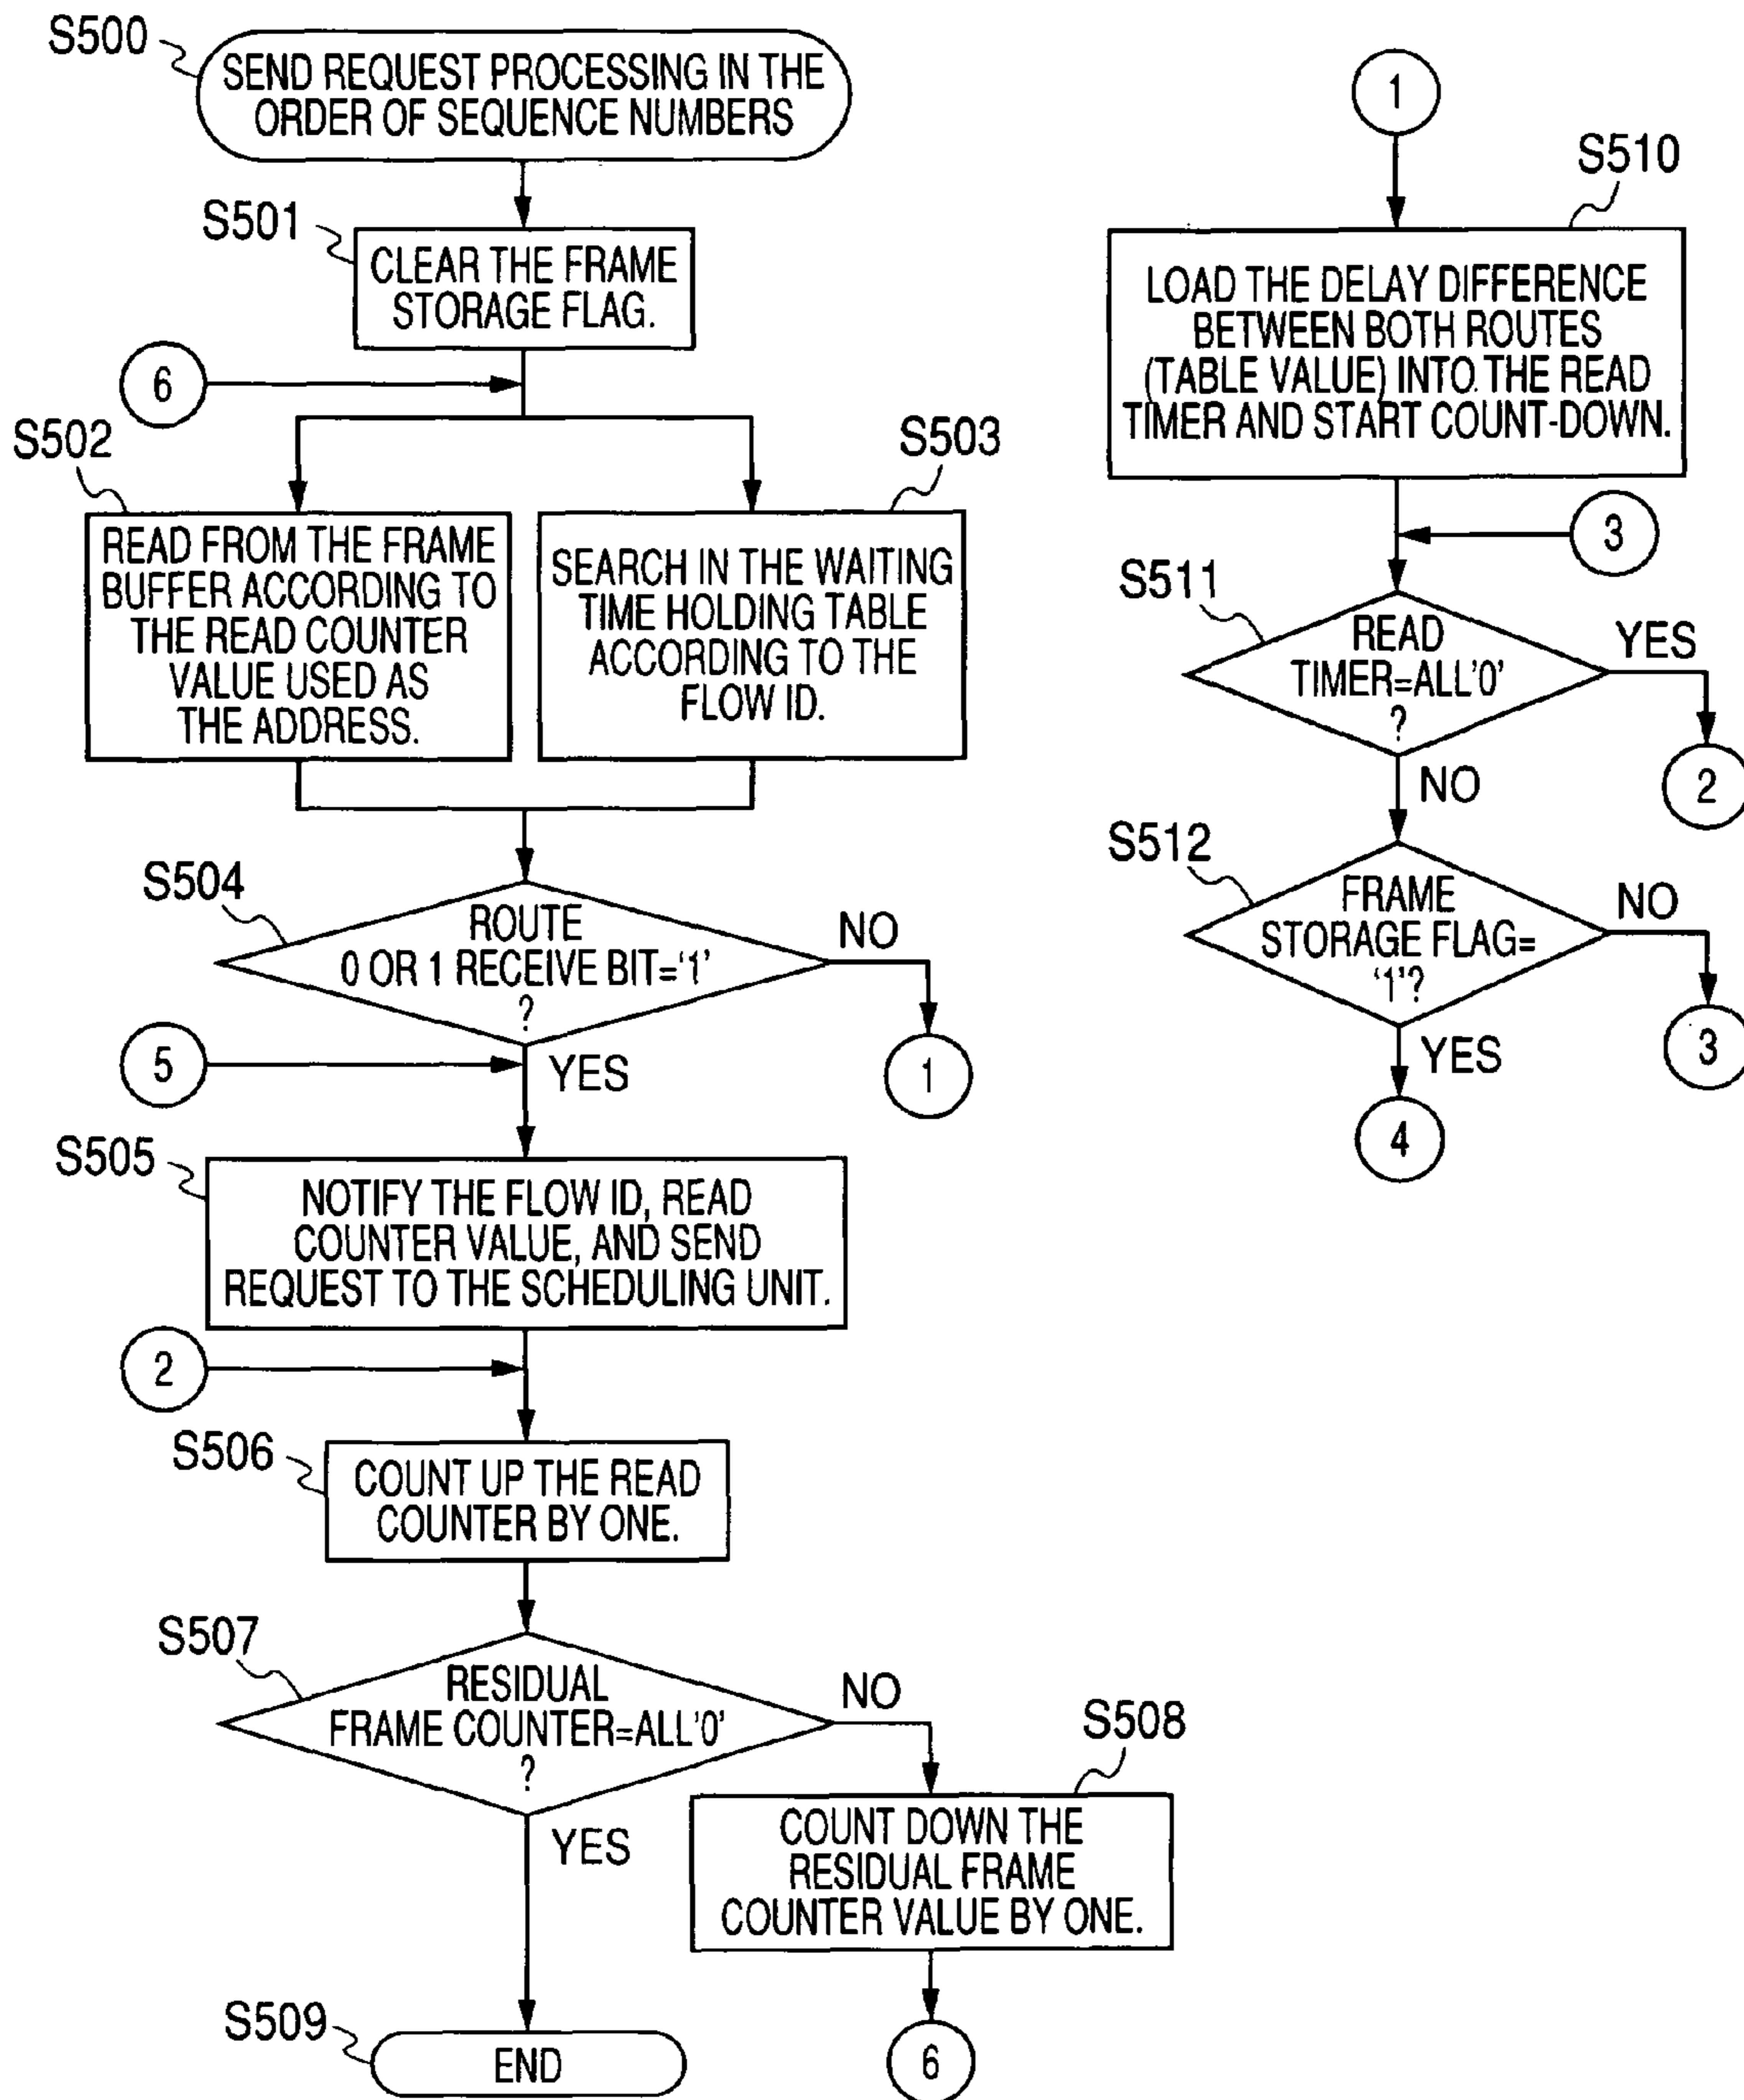 S500
SEND REQUEST PROCESSING IN THE
ORDER OF SEQUENCE NUMBERS
S501
CLEAR THE FRAME
STORAGE FLAG.
6
S502
READ FROM THE FRAME
BUFFER ACCORDING TO
THE READ COUNTER
VALUE USED AS
THE ADDRESS.
S503
SEARCH IN THE WAITING
TIME HOLDING TABLE
ACCORDING TO THE
FLOW ID.
S504
ROUTE
0 OR 1 RECEIVE BIT='1'
?
NO
1
5
YES
S505
NOTIFY THE FLOW ID, READ
COUNTER VALUE, AND SEND
REQUEST TO THE SCHEDULING UNIT.
2
S506
COUNT UP THE READ
COUNTER BY ONE.
S507
RESIDUAL
FRAME COUNTER=ALL'0'
?
NO
YES
S508
COUNT DOWN THE
RESIDUAL FRAME
COUNTER VALUE BY ONE.
6
S509
END
1
S510
LOAD THE DELAY DIFFERENCE
BETWEEN BOTH ROUTES
(TABLE VALUE) INTO THE READ
TIMER AND START COUNT-DOWN.
3
S511
READ
TIMER=ALL'0'
?
YES
2
NO
S512
FRAME
STORAGE FLAG=
'1'?
NO
3
YES
4